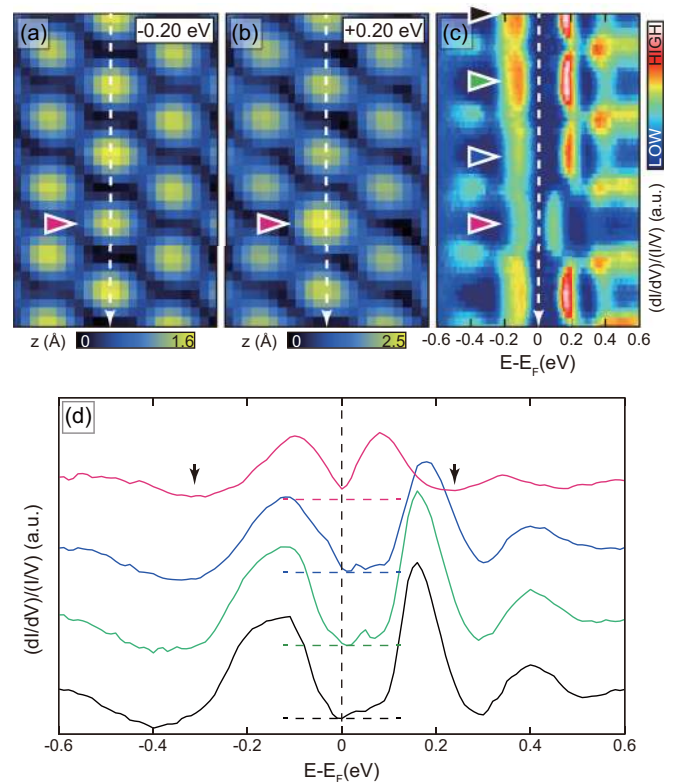 (a) -0.20 eV
(b) +0.20 eV
(c)
HIGH
LOW
(dI/dV)/(I/V) (a.u.)
z (Å) 0 1.6
z (Å) 0 2.5
-0.6 -0.4 -0.2 0 0.2 0.4 0.6
E-EF(eV)
(d)
(dI/dV)/(I/V) (a.u.)
-0.6 -0.4 -0.2 0 0.2 0.4 0.6
E-EF(eV)